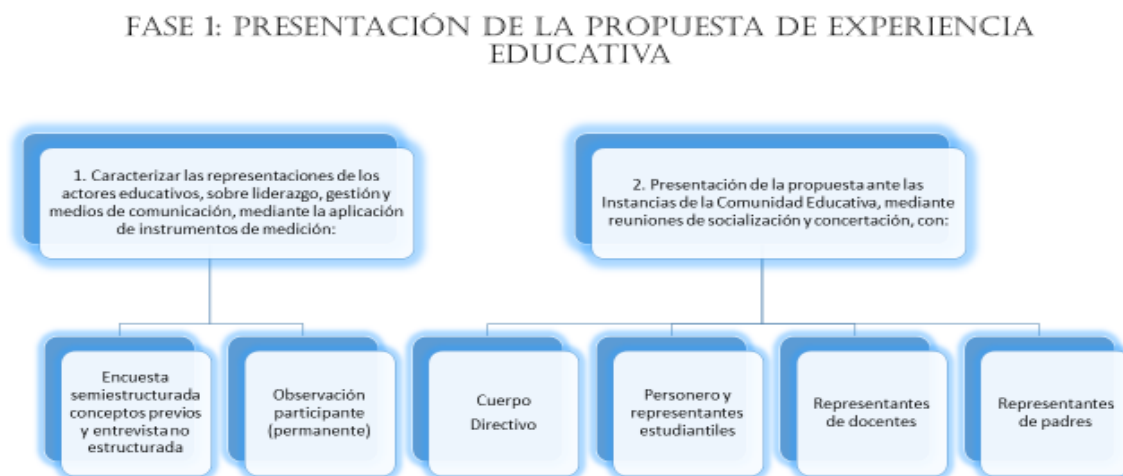 FASE 1: PRESENTACIÓN DE LA PROPUESTA DE EXPERIENCIA
EDUCATIVA
1. Caracterizar las representaciones de los
actores educativos, sobre liderazgo, gestión y
medios de comunicación, mediante la aplicación
de instrumentos de medición:
2. Presentación de la propuesta ante las
Instancias de la Comunidad Educativa, mediante
reuniones de socialización y concertación, con:
Encuesta
semiestructurada
conceptos previos
y entrevista no
estructurada
Observación
participante
(permanente)
Cuerpo
Directivo
Personero y
representantes
estudiantiles
Representantes
de docentes
Representantes
de padres